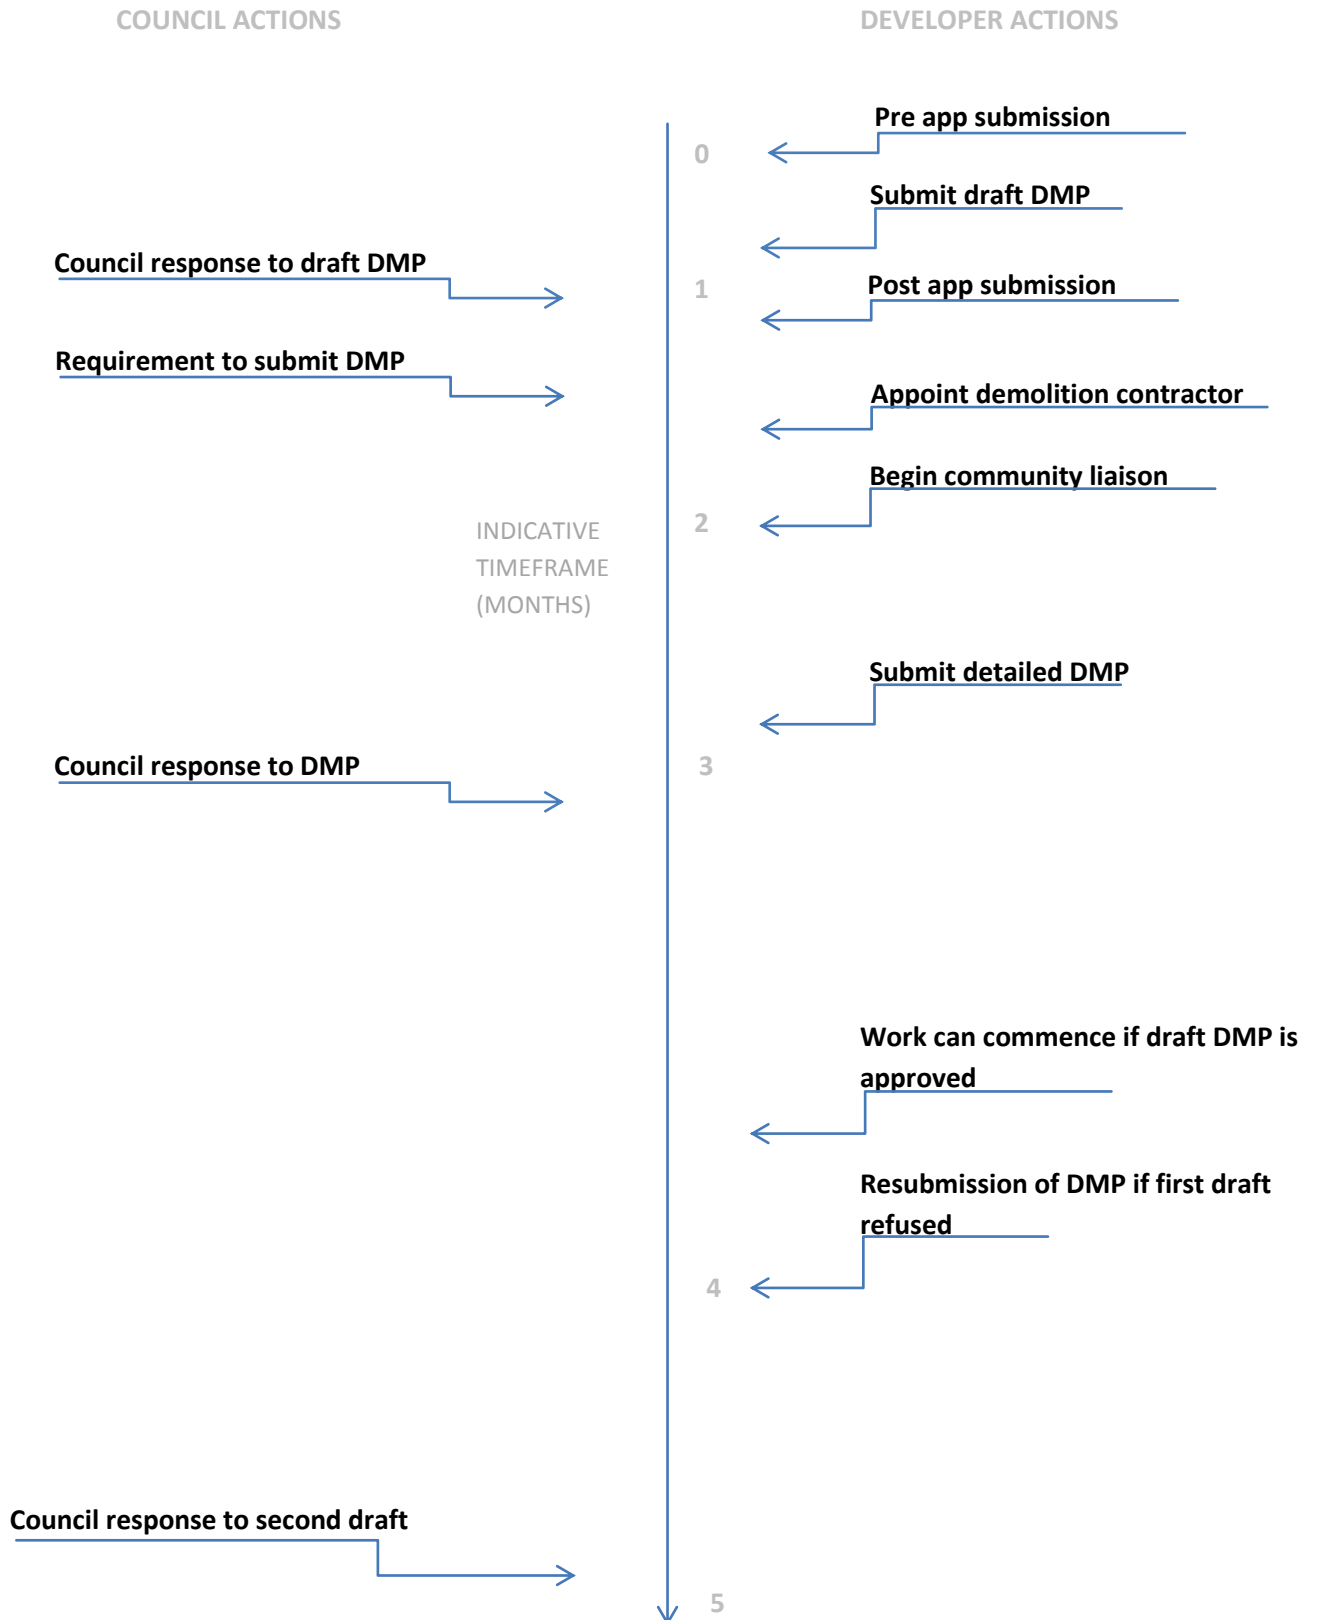 COUNCIL ACTIONS
DEVELOPER ACTIONS
Pre app submission
0
Submit draft DMP
Council response to draft DMP
1
Post app submission
Requirement to submit DMP
Appoint demolition contractor
Begin community liaison
2
INDICATIVE
TIMEFRAME
(MONTHS)
Submit detailed DMP
Council response to DMP
3
Work can commence if draft DMP is
approved
Resubmission of DMP if first draft
refused
4
Council response to second draft
5